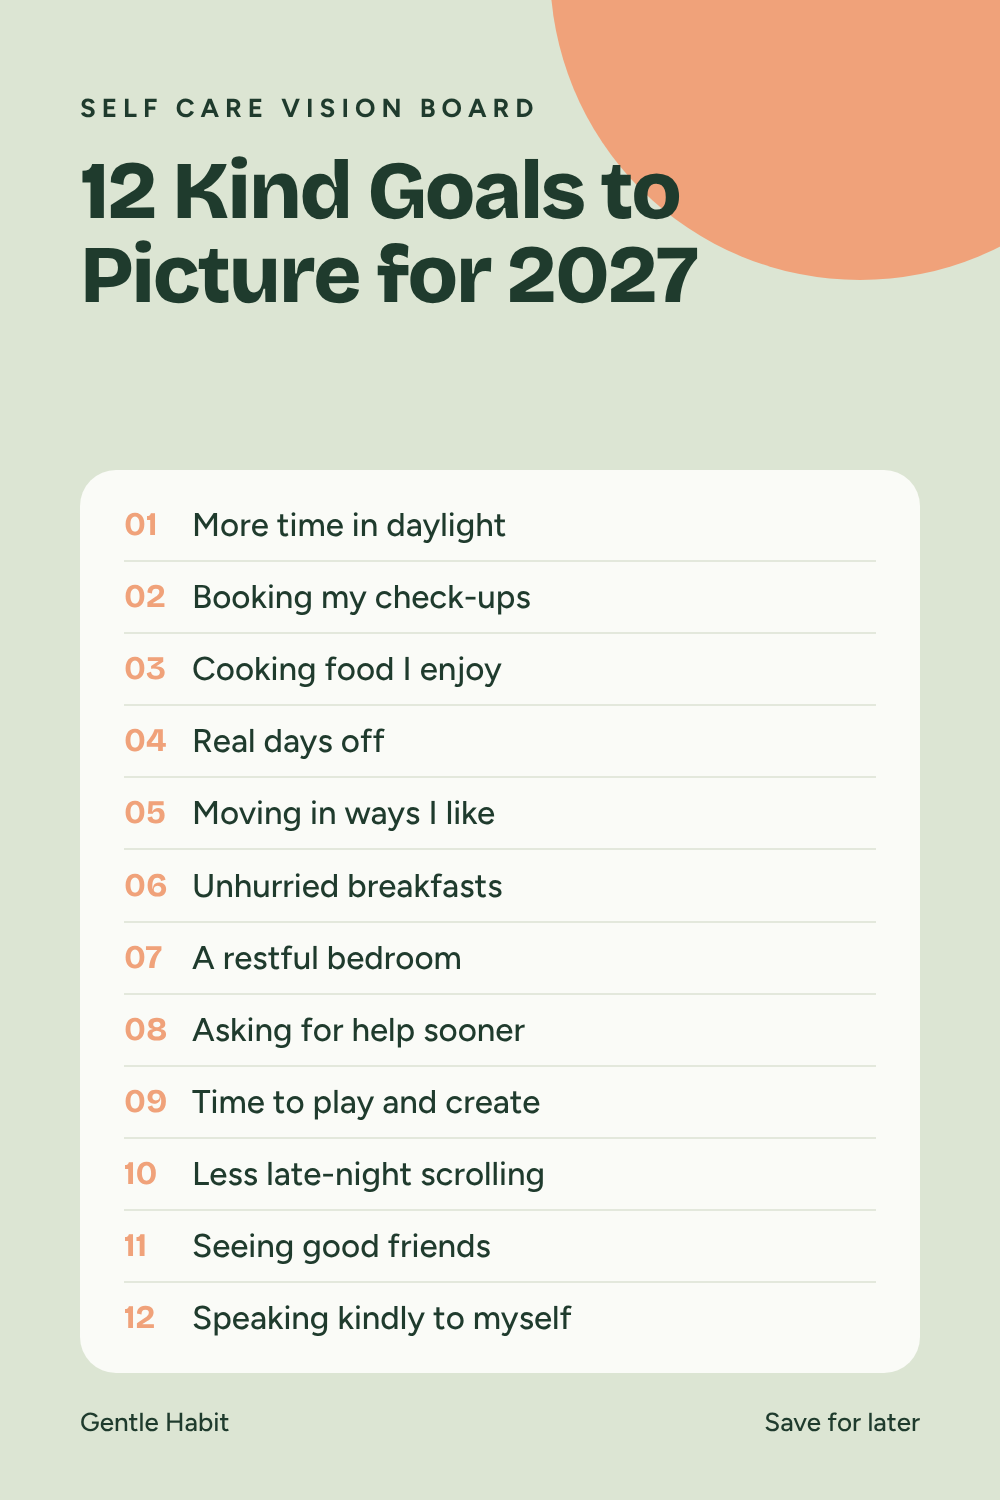 SELF CARE VISION BOARD
12 Kind Goals to
Picture for 2027
01 More time in daylight
02 Booking my check-ups
03 Cooking food I enjoy
04 Real days off
05 Moving in ways I like
06 Unhurried breakfasts
07 A restful bedroom
08 Asking for help sooner
09 Time to play and create
10 Less late-night scrolling
11 Seeing good friends
12 Speaking kindly to myself
Gentle Habit
Save for later